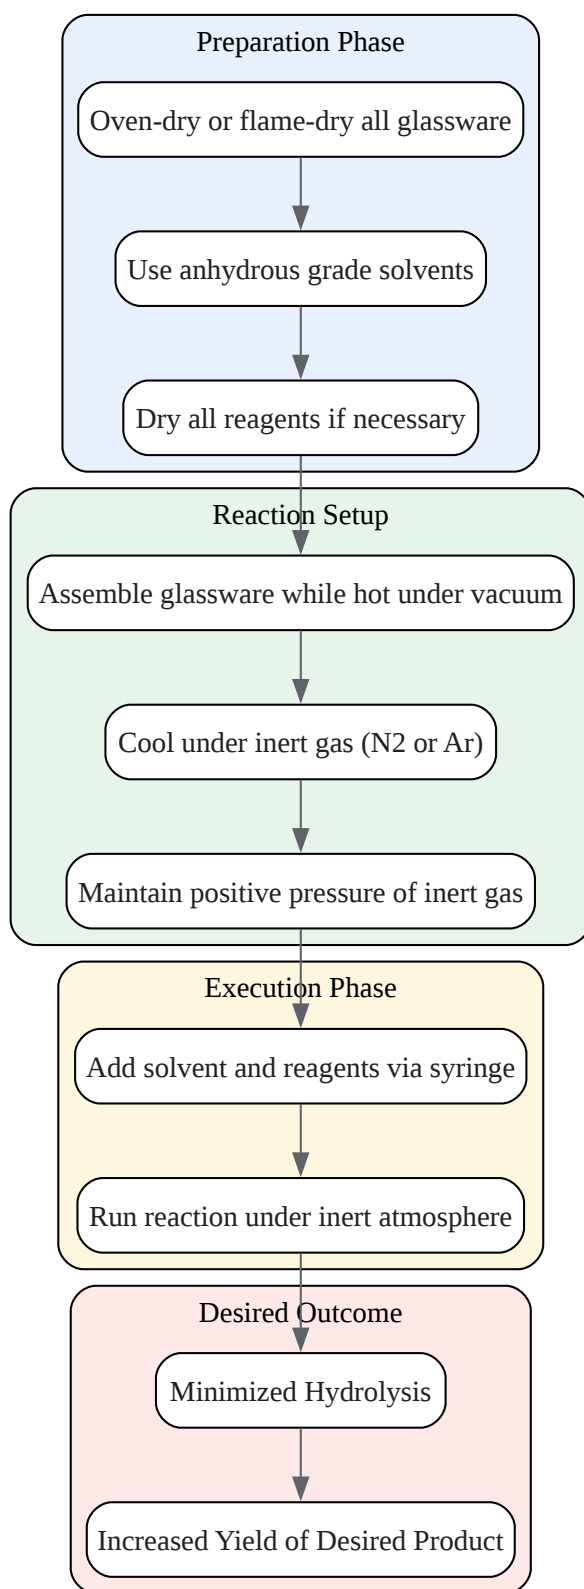 Preparation Phase
Oven-dry or flame-dry all glassware
Use anhydrous grade solvents
Dry all reagents if necessary
Reaction Setup
Assemble glassware while hot under vacuum
Cool under inert gas (N2 or Ar)
Maintain positive pressure of inert gas
Execution Phase
Add solvent and reagents via syringe
Run reaction under inert atmosphere
Desired Outcome
Minimized Hydrolysis
Increased Yield of Desired Product